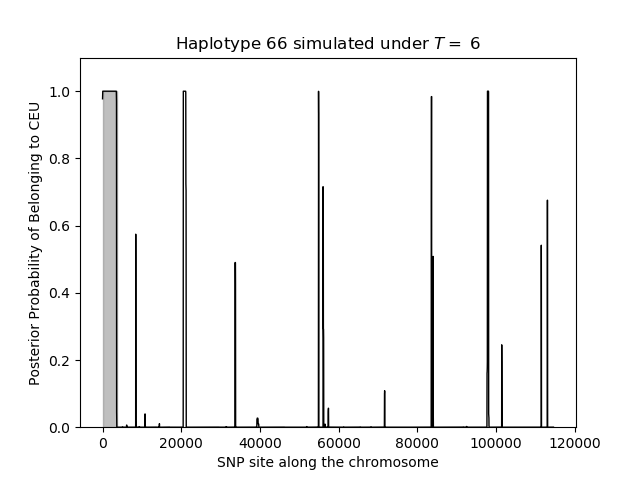 Haplotype 66 simulated under T = 6
Posterior Probability of Belonging to CEU
1.0
0.8
0.6
0.4
0.2
0.0
0 20000 40000 60000 80000 100000 120000
SNP site along the chromosome